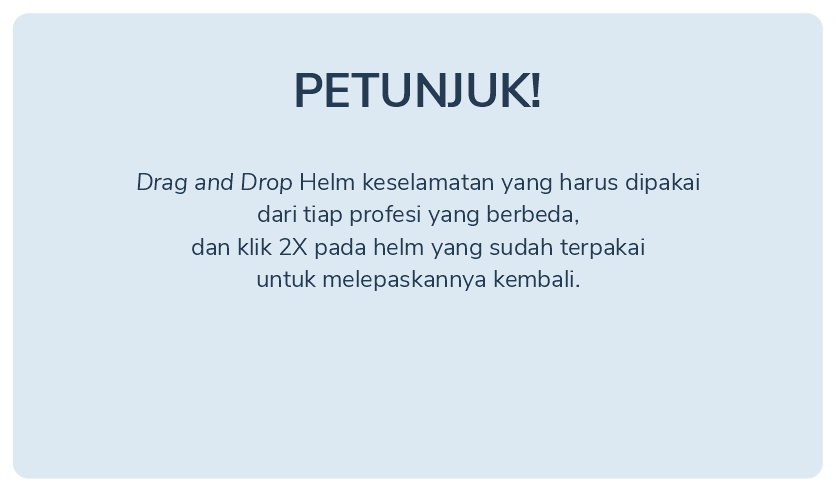 PETUNJUK!
Drag and Drop Helm keselamatan yang harus dipakai
dari tiap profesi yang berbeda,
dan klik 2X pada helm yang sudah terpakai
untuk melepaskannya kembali.